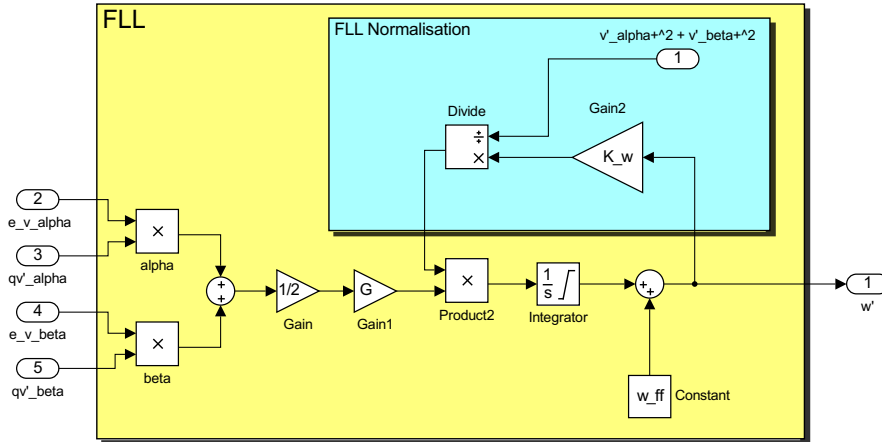 FLL
FLL Normalisation
v'_alpha+^2 + v'_beta+^2
1
Divide
÷
×
Gain2
K_w
2
e_v_alpha
3
qv'_alpha
×
alpha
4
e_v_beta
5
qv'_beta
×
beta
+
+
1/2
Gain
G
Gain1
×
Product2
1
s
Integrator
+
+
w_ff
Constant
1
w'